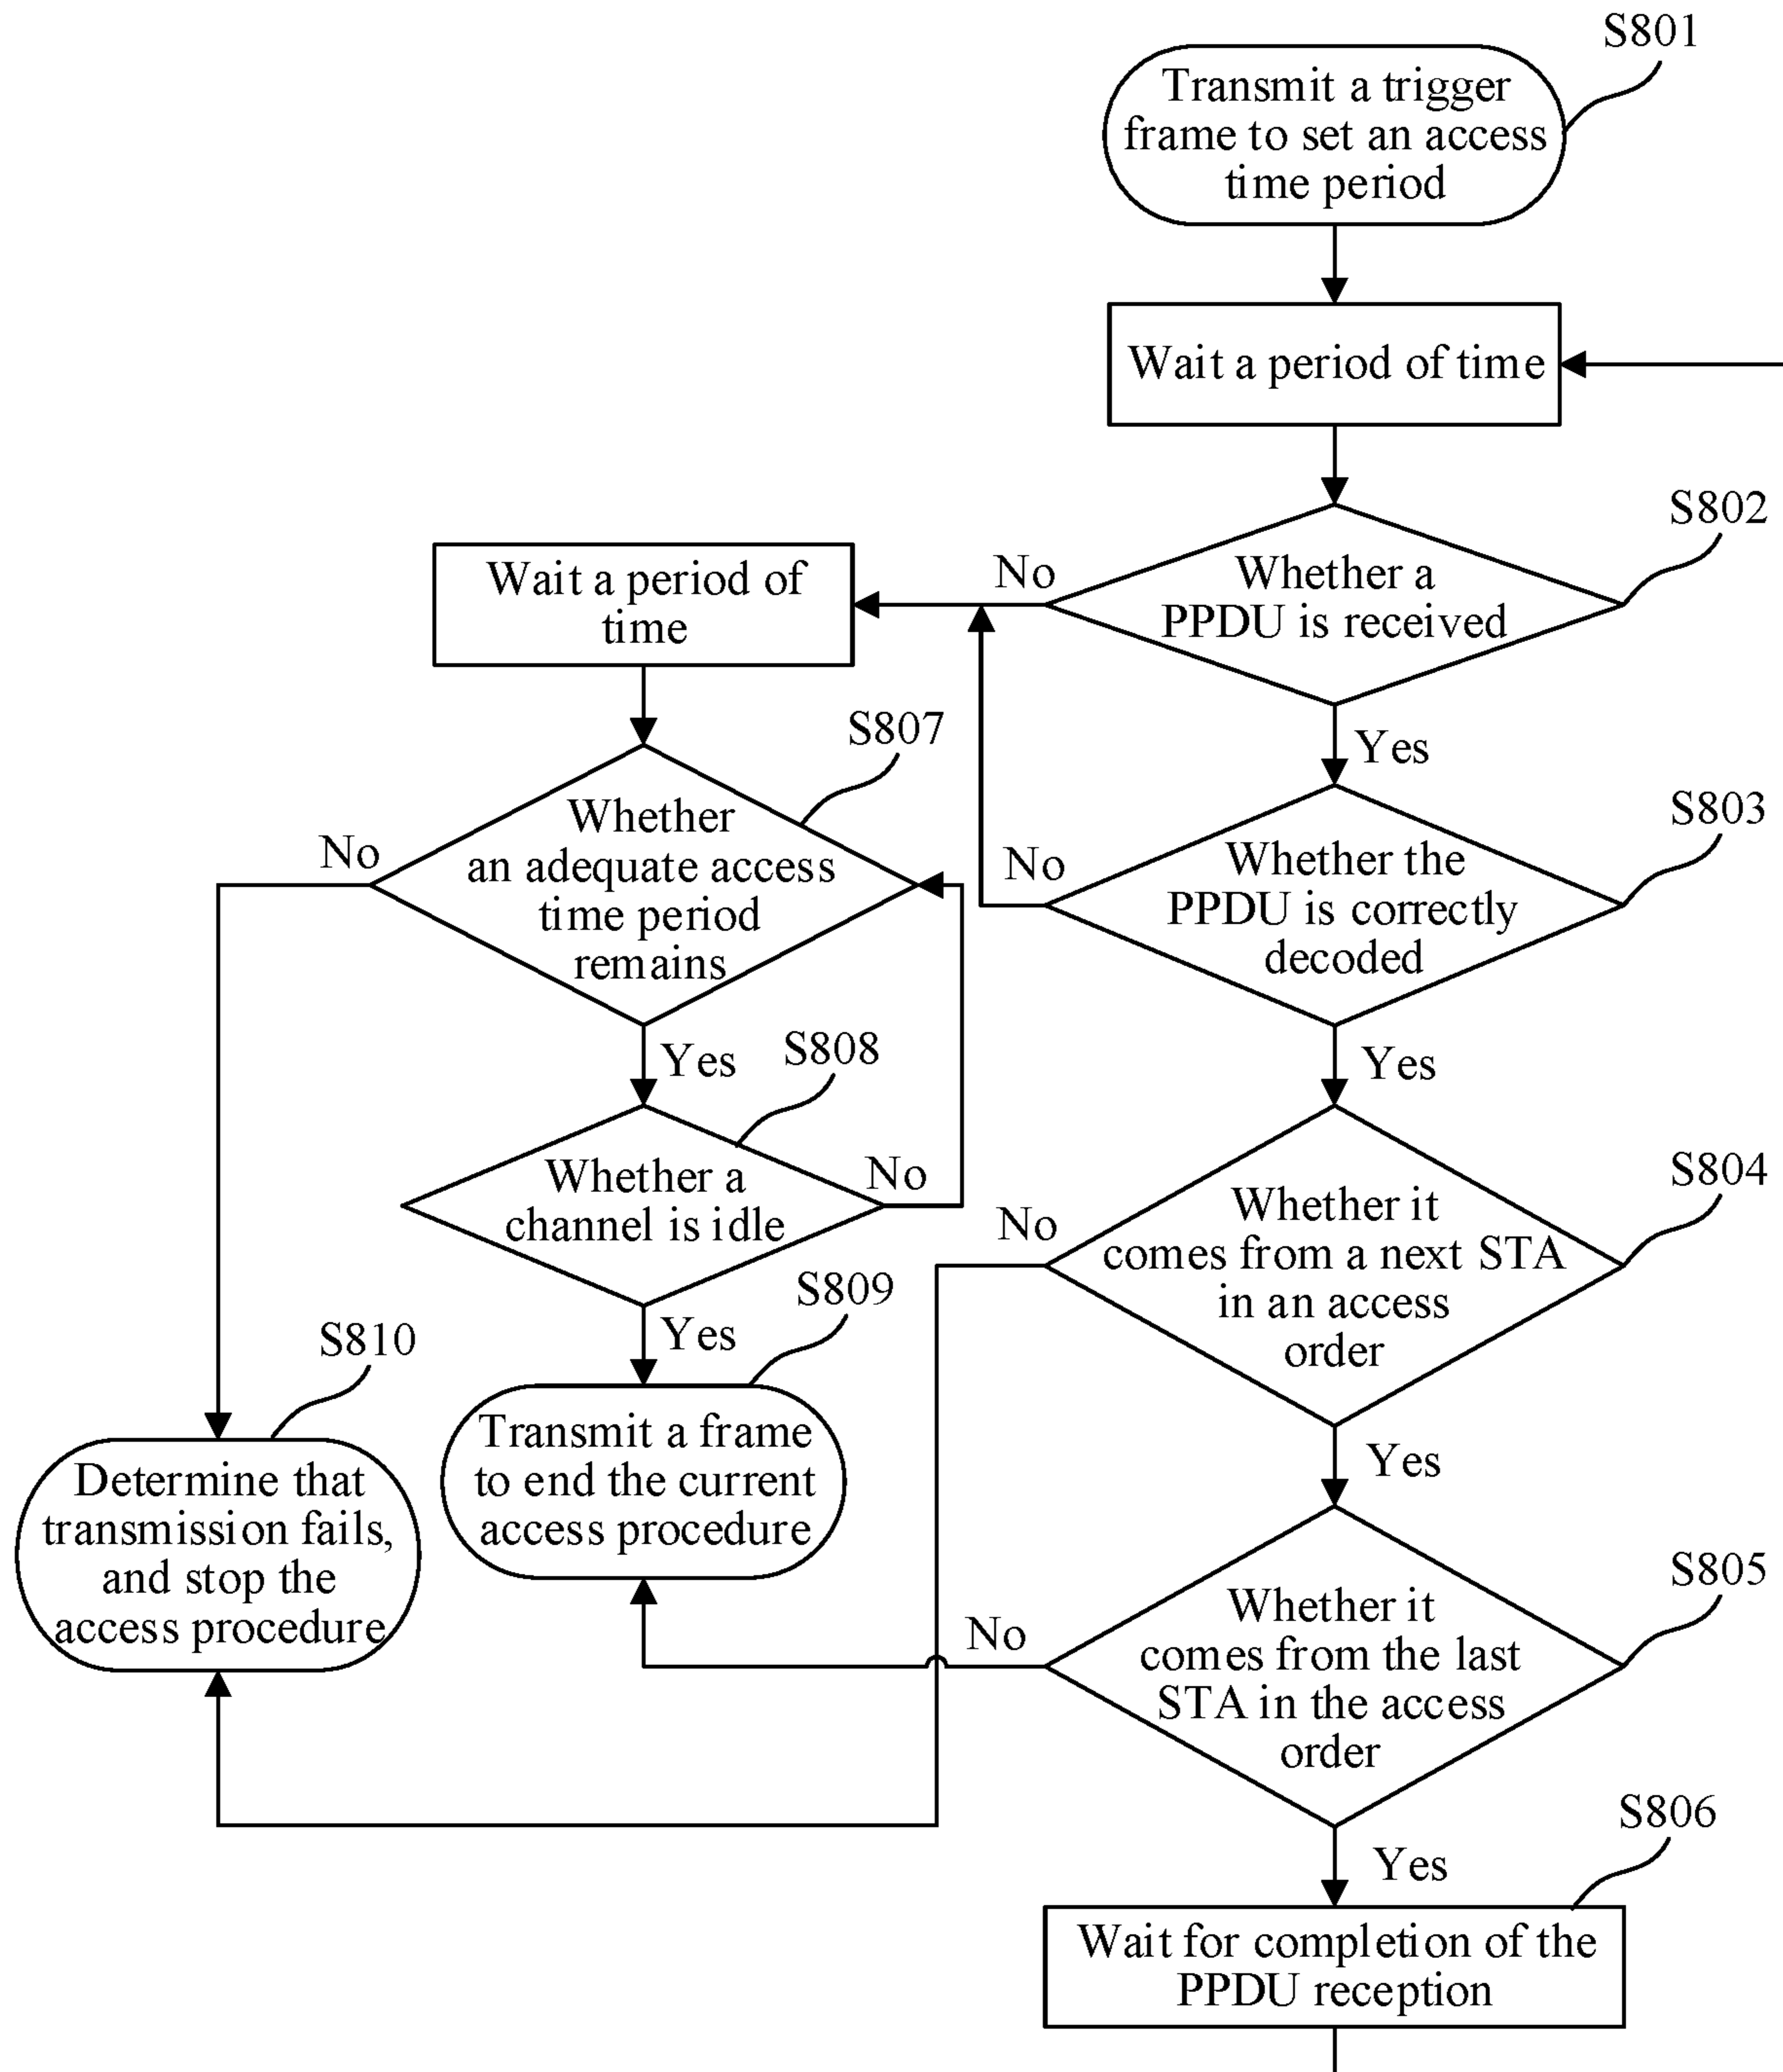 S801
Transmit a trigger
frame to set an access
time period
Wait a period of time
S802
Whether a
PPDU is received
No
Yes
Wait a period of
time
S803
Whether the
PPDU is correctly
decoded
No
Yes
S807
Whether
an adequate access
time period
remains
No
Yes
S808
Whether a
channel is idle
No
Yes
S804
Whether it
comes from a next STA
in an access
order
No
Yes
S809
Transmit a frame
to end the current
access procedure
S810
Determine that
transmission fails,
and stop the
access procedure
S805
Whether it
comes from the last
STA in the access
order
No
Yes
S806
Wait for completion of the
PPDU reception